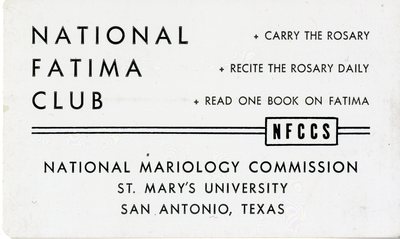 NATIONAL
FATIMA
CLUB
+ CARRY THE ROSARY
+ RECITE THE ROSARY DAILY
+ READ ONE BOOK ON FATIMA
NFCCS
NATIONAL MARIOLOGY COMMISSION
ST. MARY'S UNIVERSITY
SAN ANTONIO, TEXAS